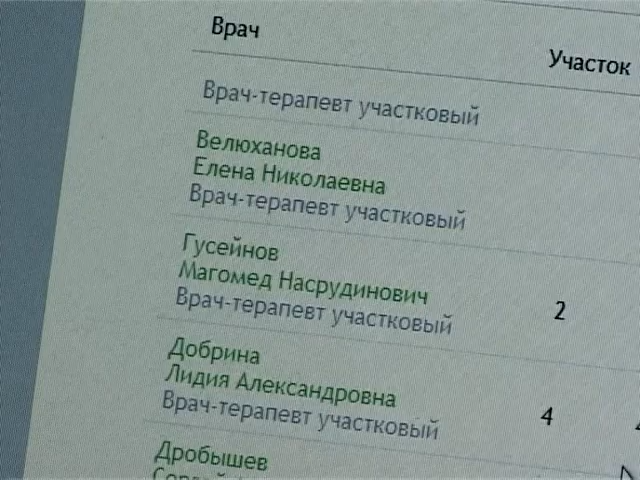 Врач
Участок
Врач-терапевт участковый
Велюханова
Елена Николаевна
Врач-терапевт участковый
Гусейнов
Магомед Насрудинович
Врач-терапевт участковый
2
Добрина
Лидия Александровна
Врач-терапевт участковый
4
Дробышев